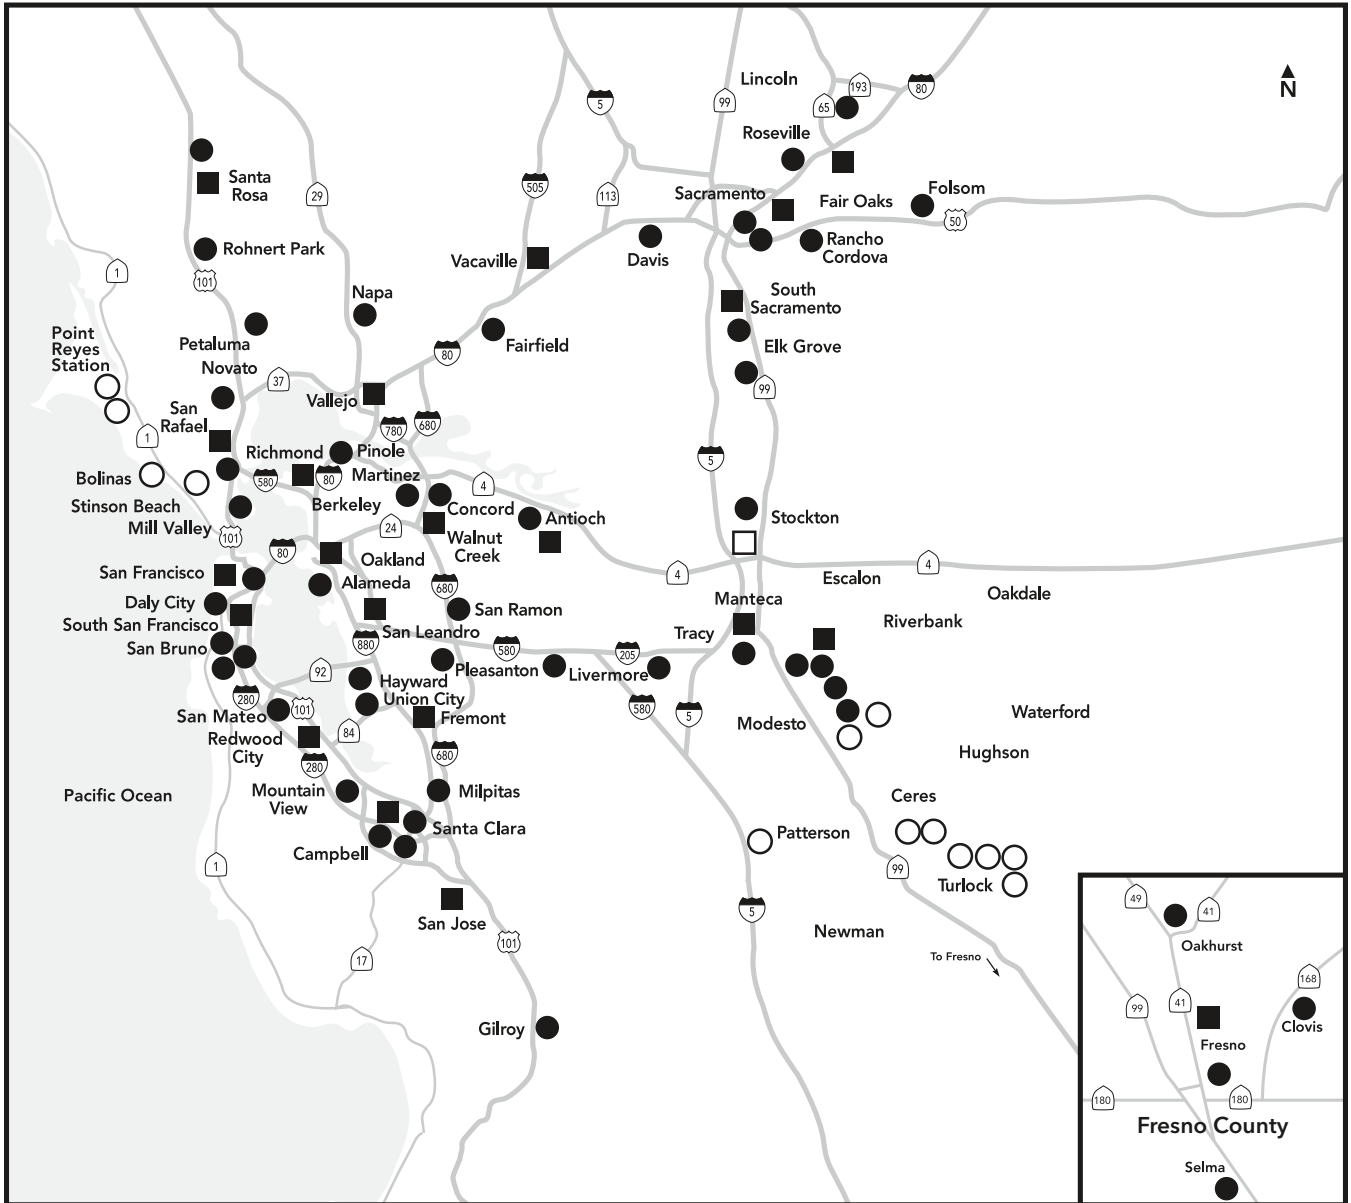 Lincoln
193
80
N
5
99
65
Roseville
Santa
Rosa
29
505
113
Sacramento
Fair Oaks
Folsom
50
Rohnert Park
Vacaville
Davis
Rancho
Cordova
1
101
Napa
South
Sacramento
Point
Reyes
Station
Petaluma
Fairfield
Elk Grove
80
Novato
37
99
Vallejo
San
Rafael
780
680
1
Richmond
Pinole
5
Bolinas
580
80
Martinez
4
Stinson Beach
Berkeley
Concord
Antioch
Stockton
Mill Valley
101
24
Walnut
Creek
80
Oakland
San Francisco
Alameda
4
4
Escalon
Oakdale
680
Daly City
San Ramon
Manteca
South San Francisco
San Leandro
Tracy
Riverbank
San Bruno
880
580
205
92
Pleasanton
Livermore
Hayward
Union City
280
101
580
5
San Mateo
Fremont
Modesto
Waterford
84
Redwood
City
680
Hughson
280
Pacific Ocean
Mountain
View
Milpitas
Ceres
Santa Clara
Patterson
Campbell
1
99
Turlock
49
41
5
San Jose
Newman
Oakhurst
101
To Fresno
17
168
99
41
Gilroy
Clovis
Fresno
180
180
Fresno County
Selma